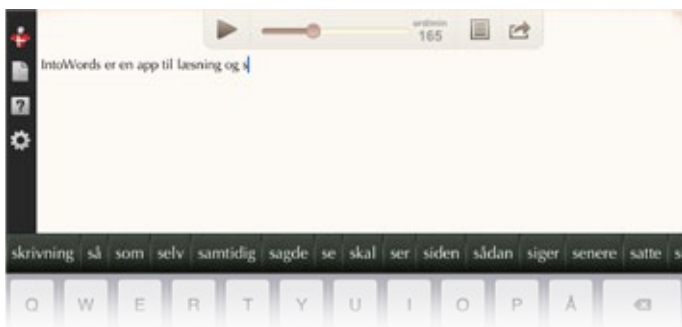 ord/min
165
IntoWords er en app til læsning og s
?
skrivning så som selv samtidig sagde se skal ser siden sådan siger senere satte s
Q W E R T Y U I O P Å